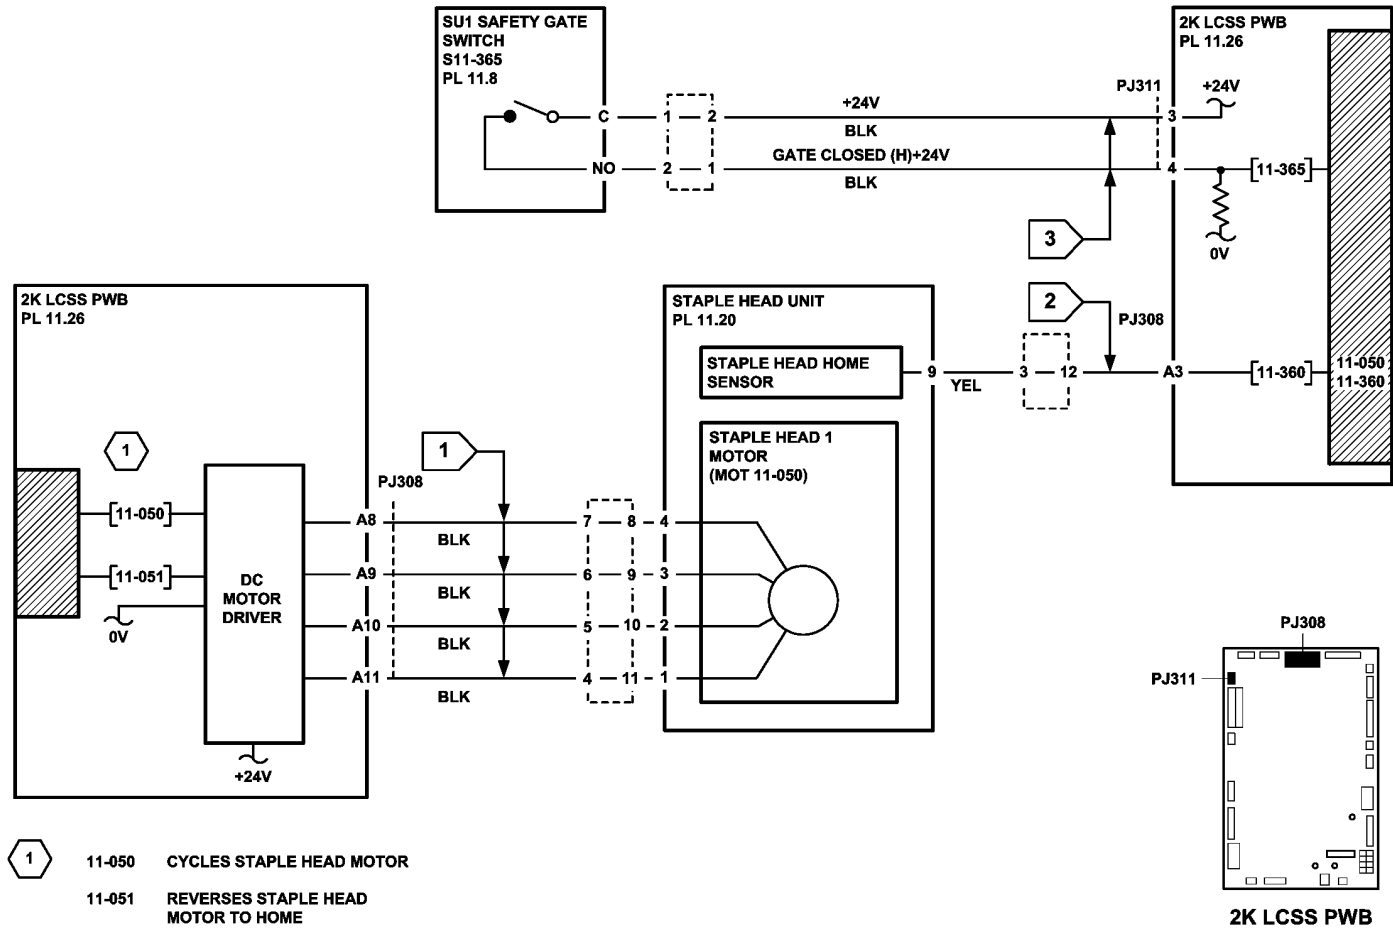 SU1 SAFETY GATE
SWITCH
S11-365
PL 11.8
C
NO
1
2
2
1
+24V
BLK
GATE CLOSED (H)+24V
BLK
3
2K LCSS PWB
PL 11.26
PJ311
+24V
3
4
[11-365]
0V
2
PJ308
A3
[11-360]
11-050
11-360
2K LCSS PWB
PL 11.26
1
[11-050]
[11-051]
0V
DC
MOTOR
DRIVER
+24V
PJ308
A8
BLK
A9
BLK
A10
BLK
A11
BLK
1
7
8
4
6
9
3
5
10
2
4
11
1
STAPLE HEAD UNIT
PL 11.20
STAPLE HEAD HOME
SENSOR
9
YEL
3
12
STAPLE HEAD 1
MOTOR
(MOT 11-050)
1
11-050 CYCLES STAPLE HEAD MOTOR
11-051 REVERSES STAPLE HEAD
MOTOR TO HOME
PJ308
PJ311
2K LCSS PWB